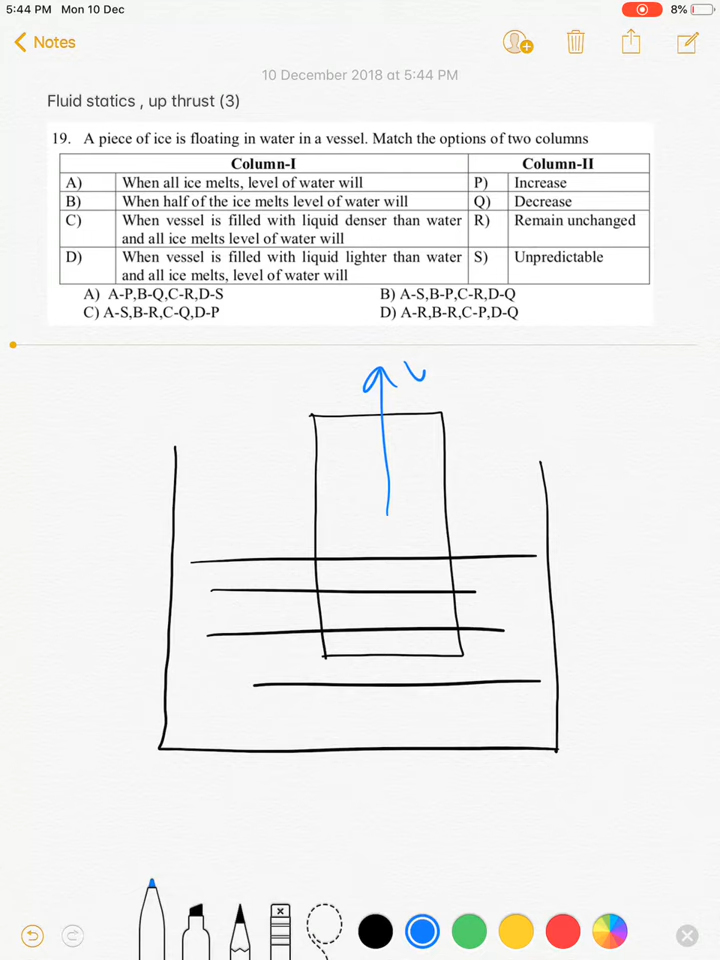 5:44 PM Mon 10 Dec 8%
Notes
10 December 2018 at 5:44 PM
Fluid statics , up thrust (3)
19. A piece of ice is floating in water in a vessel. Match the options of two columns
Column-I Column-II
A) When all ice melts, level of water will P) Increase
B) When half of the ice melts level of water will Q) Decrease
C) When vessel is filled with liquid denser than water R) Remain unchanged
and all ice melts level of water will
D) When vessel is filled with liquid lighter than water S) Unpredictable
and all ice melts, level of water will
A) A-P,B-Q,C-R,D-S B) A-S,B-P,C-R,D-Q
C) A-S,B-R,C-Q,D-P D) A-R,B-R,C-P,D-Q